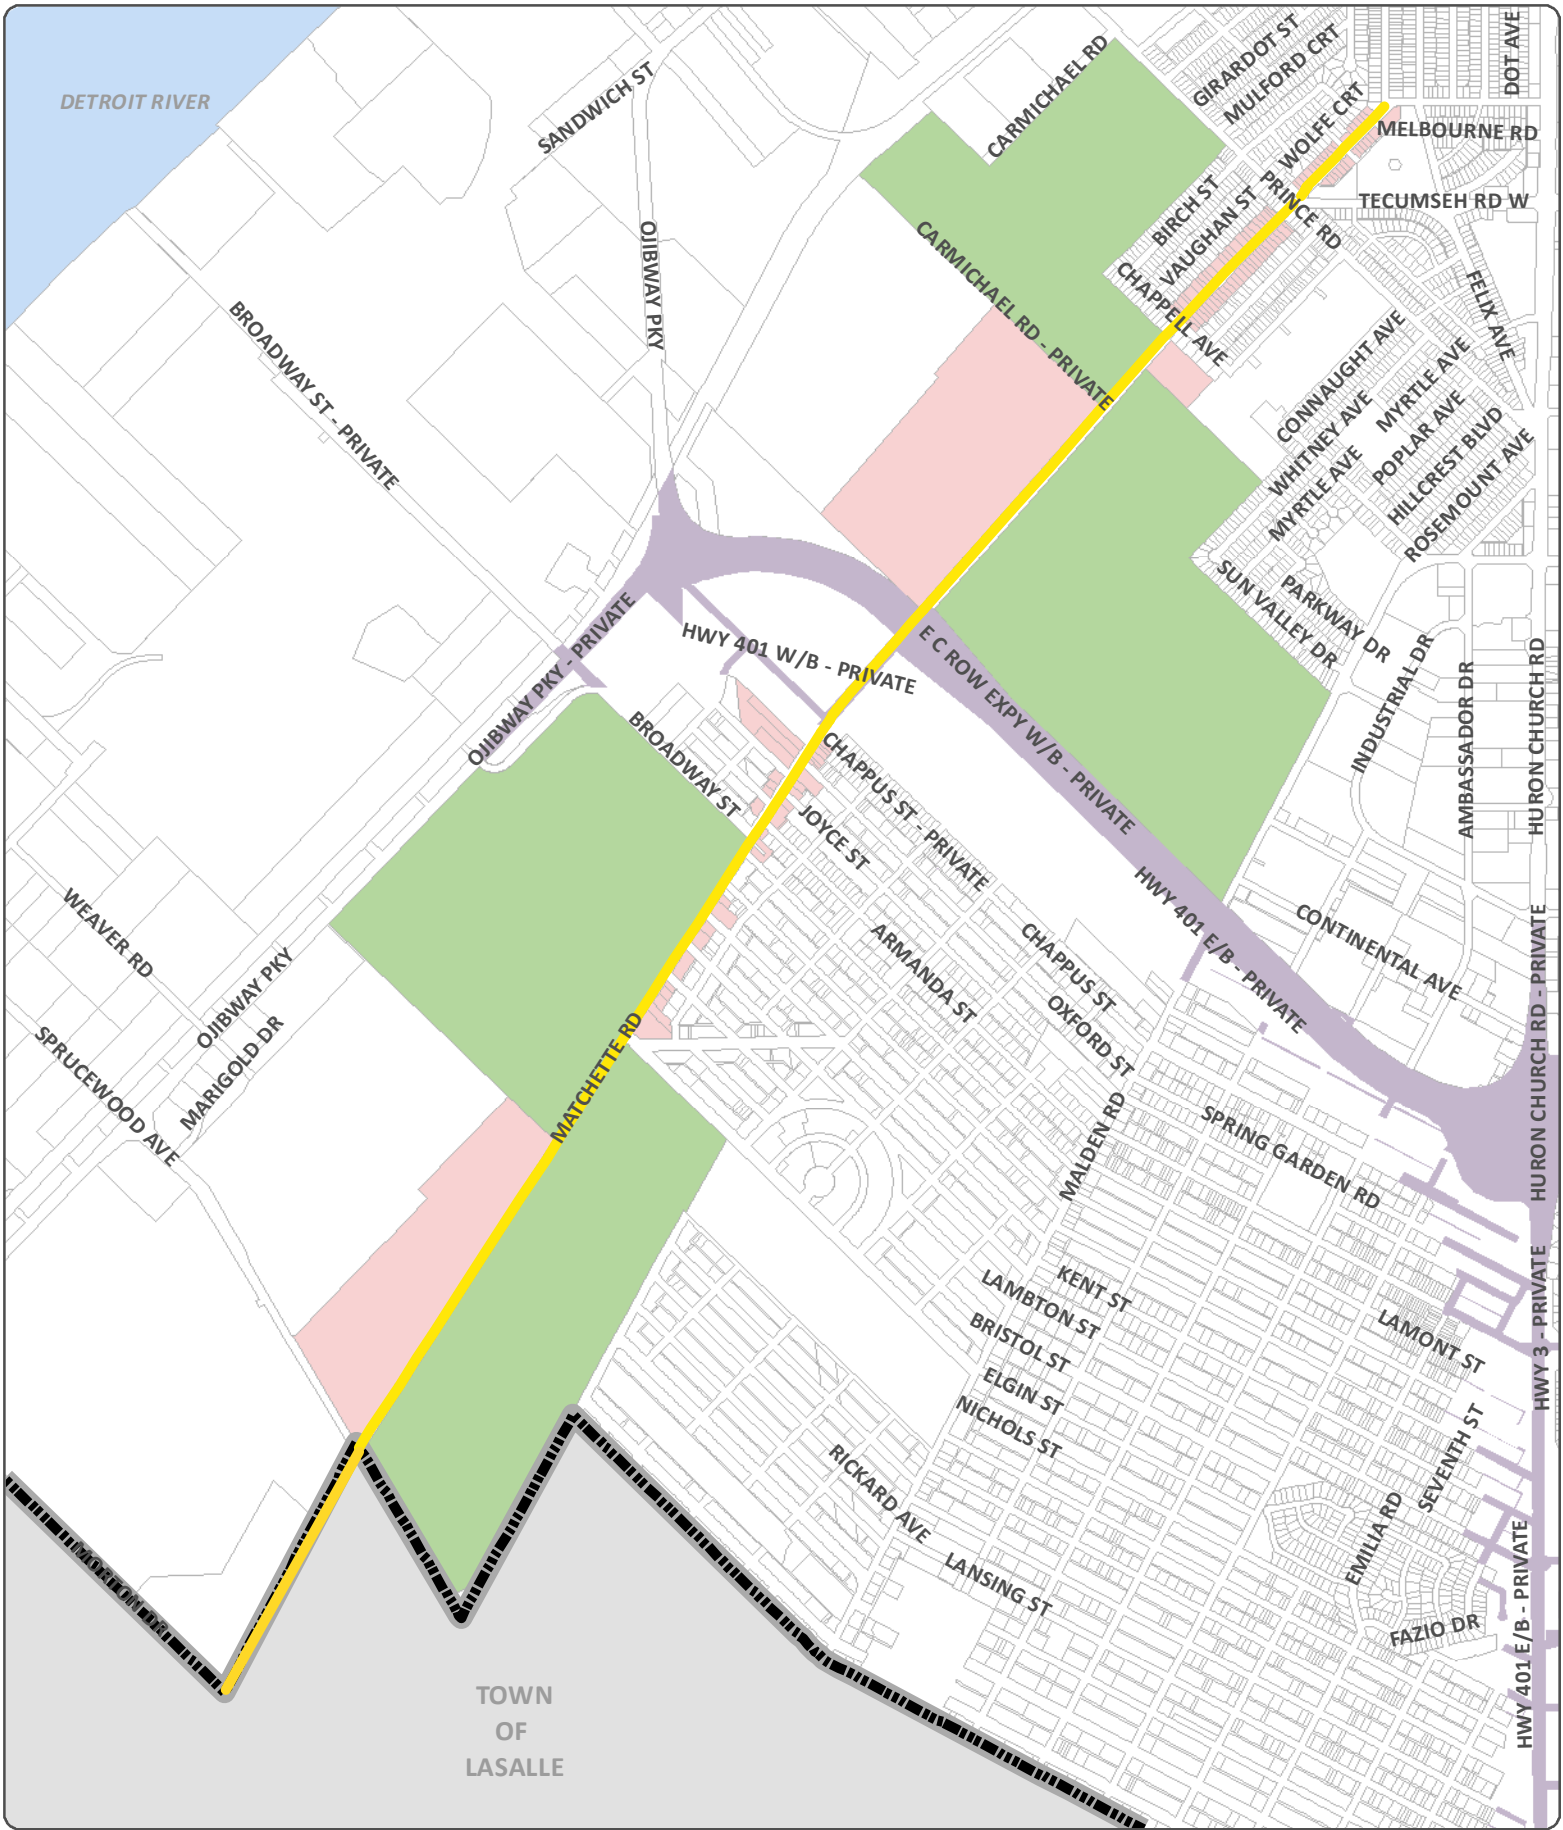 DETROIT RIVER
SANDWICH ST
CARMICHAEL RD
GIRARDOT ST
MULFORD CRT
DOT AVE
WOLFE CRT
MELBOURNE RD
PRINCE RD
TECUMSEH RD W
BIRCH ST
VAUGHAN ST
CHAPPELL AVE
FELIX AVE
OJIBWAY PKY
CARMICHAEL RD - PRIVATE
BROADWAY ST - PRIVATE
CONNAUGHT AVE
WHITNEY AVE
MYRTLE AVE
MYRTLE AVE
POPLAR AVE
HILLCREST BLVD
ROSEMOUNT AVE
SUN VALLEY DR
PARKWAY DR
INDUSTRIAL DR
AMBASSADOR DR
HURON CHURCH RD
OJIBWAY PKY - PRIVATE
HWY 401 W/B - PRIVATE
E C ROW EXPY W/B - PRIVATE
BROADWAY ST
CHAPPUS ST - PRIVATE
JOYCE ST
HWY 401 E/B - PRIVATE
CONTINENTAL AVE
HURON CHURCH RD - PRIVATE
WEAVER RD
OJIBWAY PKY
MARIGOLD DR
SPRUCEWOOD AVE
ARMANDA ST
CHAPPUS ST
OXFORD ST
MATCHETTE RD
MALDEN RD
SPRING GARDEN RD
KENT ST
LAMBTON ST
BRISTOL ST
ELGIN ST
NICHOLS ST
LAMONT ST
HWY 3 - PRIVATE
RICKARD AVE
LANSING ST
SEVENTH ST
EMILIA RD
FAZIO DR
HWY 401 E/B - PRIVATE
MORTON DR
TOWN
OF
LASALLE